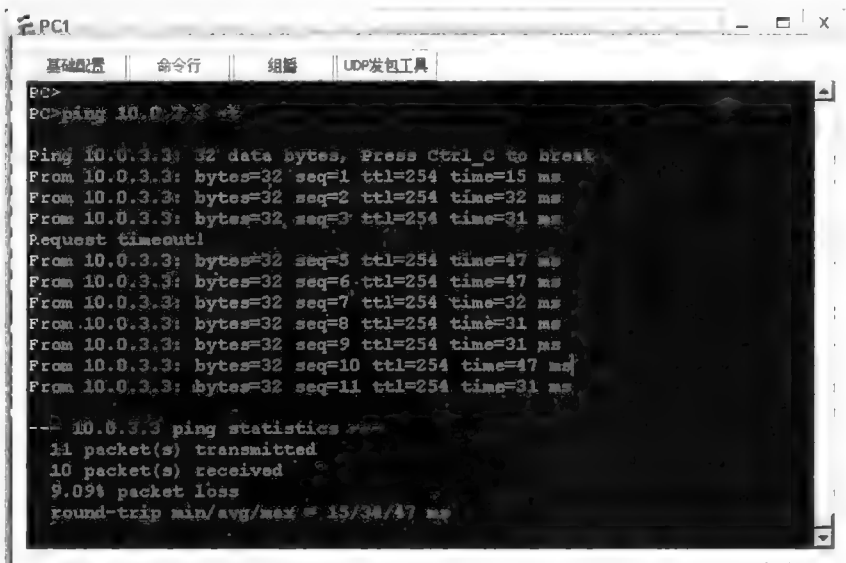 PC1
基础配置
命令行
组播
UDP发包工具
PC>
PC>ping 10.0.3.3 -t
Ping 10.0.3.3: 32 data bytes, Press Ctrl_C to break
From 10.0.3.3: bytes=32 seq=1 ttl=254 time=15 ms
From 10.0.3.3: bytes=32 seq=2 ttl=254 time=32 ms
From 10.0.3.3: bytes=32 seq=3 ttl=254 time=31 ms
Request timeout!
From 10.0.3.3: bytes=32 seq=5 ttl=254 time=47 ms
From 10.0.3.3: bytes=32 seq=6 ttl=254 time=47 ms
From 10.0.3.3: bytes=32 seq=7 ttl=254 time=32 ms
From 10.0.3.3: bytes=32 seq=8 ttl=254 time=31 ms
From 10.0.3.3: bytes=32 seq=9 ttl=254 time=31 ms
From 10.0.3.3: bytes=32 seq=10 ttl=254 time=47 ms
From 10.0.3.3: bytes=32 seq=11 ttl=254 time=31 ms
--- 10.0.3.3 ping statistics ---
11 packet(s) transmitted
10 packet(s) received
9.09% packet loss
round-trip min/avg/max = 15/34/47 ms